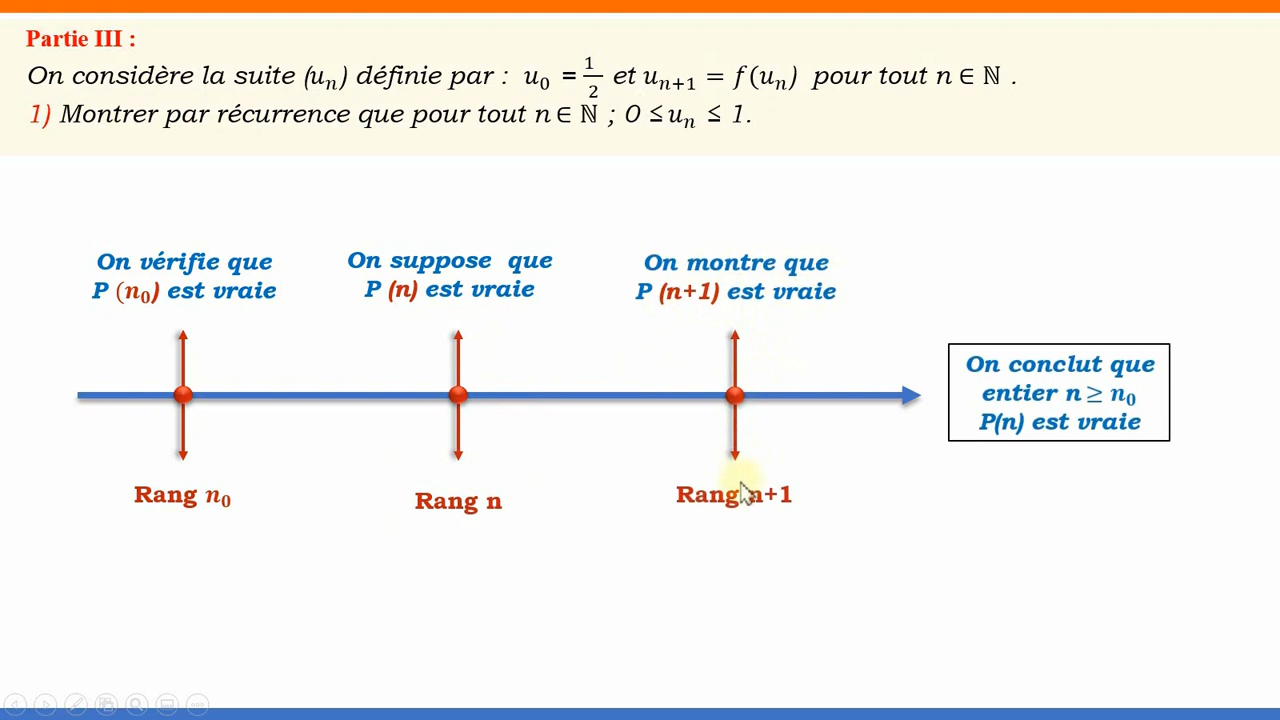 Partie III :
On considère la suite (uₙ) définie par : u₀ = 1/2 et uₙ₊₁ = f(uₙ) pour tout n ∈ ℕ .
1) Montrer par récurrence que pour tout n ∈ ℕ ; 0 ≤ uₙ ≤ 1.
On vérifie que
P (n₀) est vraie
On suppose que
P (n) est vraie
On montre que
P (n+1) est vraie
On conclut que
entier n ≥ n₀
P(n) est vraie
Rang n₀
Rang n
Rang n+1